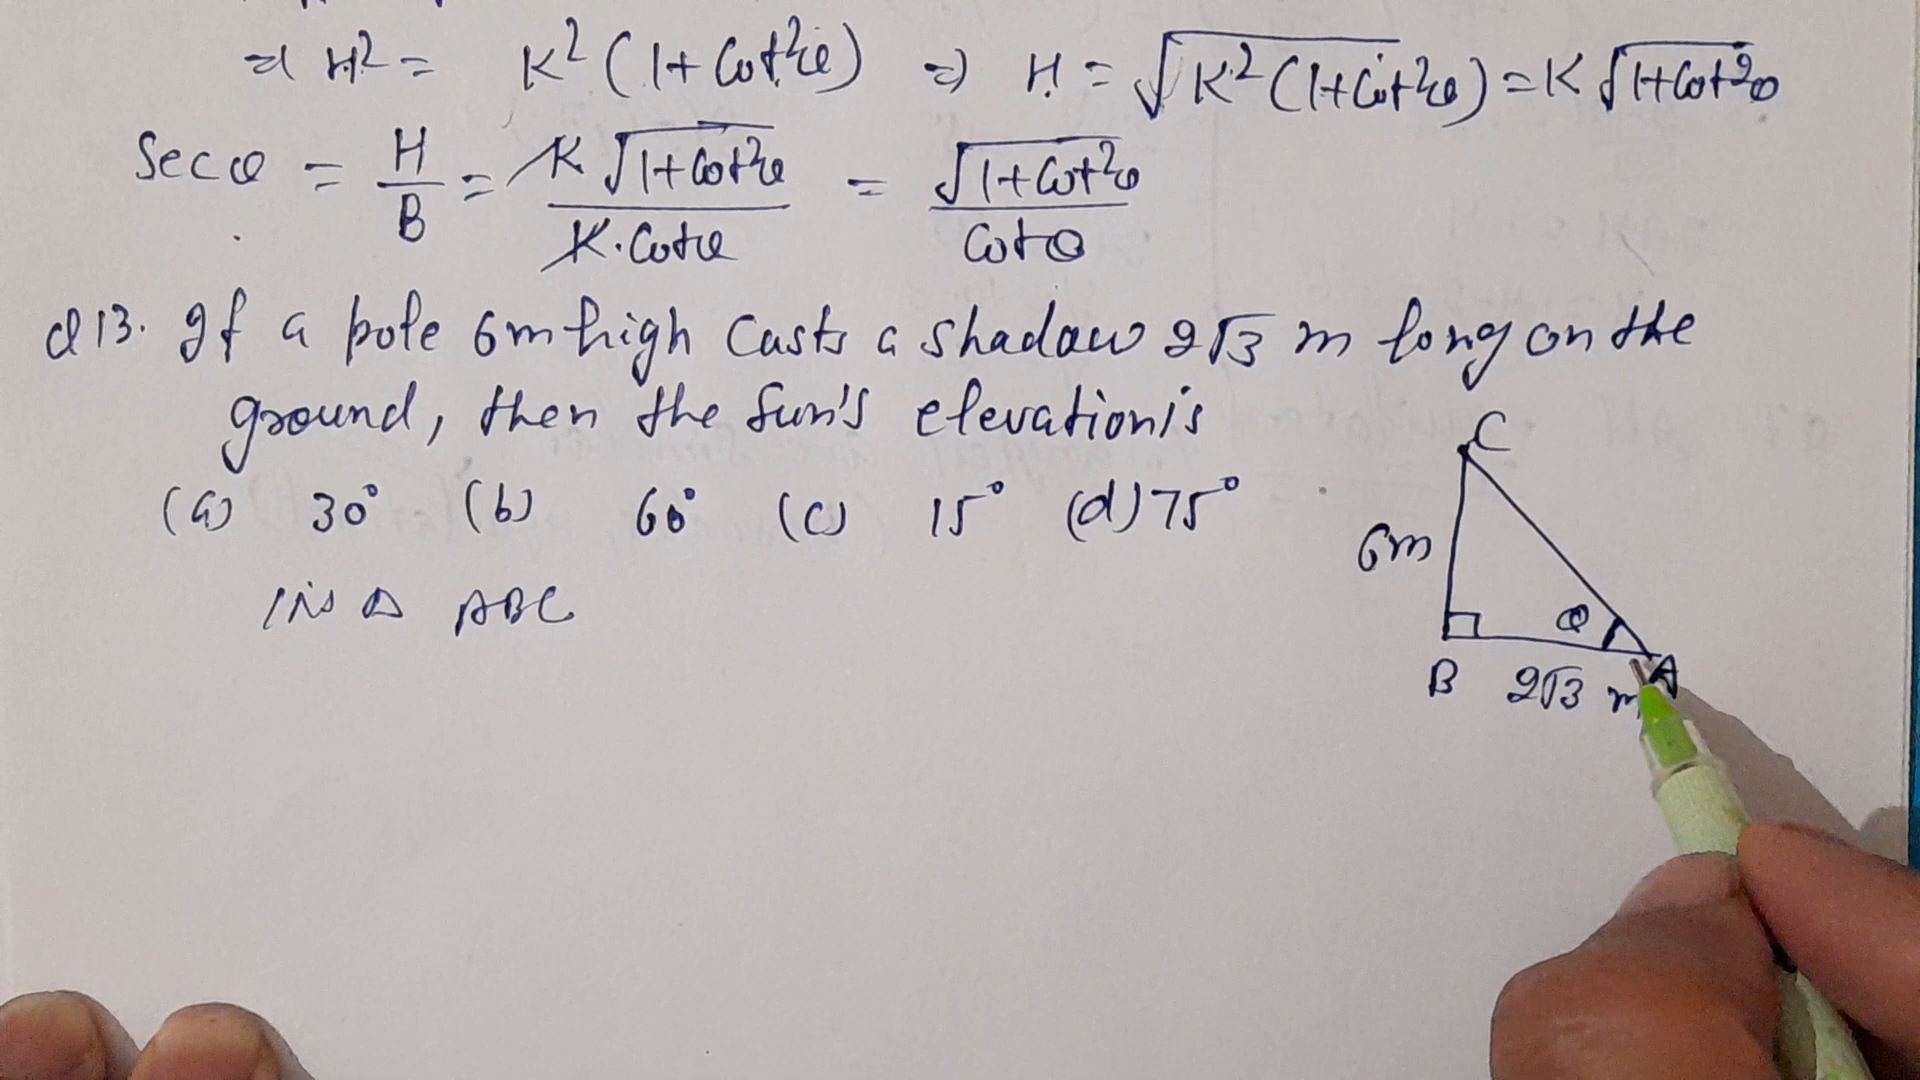 ⇒ H² = K²(1+Cot²θ) ⇒ H = √K²(1+Cot²θ) = K√1+Cot²θ
Secθ = H/B = K√1+Cot²θ / K.Cotθ = √1+Cot²θ / Cotθ
Q13. If a pole 6m high Casts a shadow 2√3 m long on the
ground, then the Sun's elevation is
(a) 30° (b) 60° (c) 15° (d) 75°
IN Δ ABC
C
6m
θ
B 2√3 m A